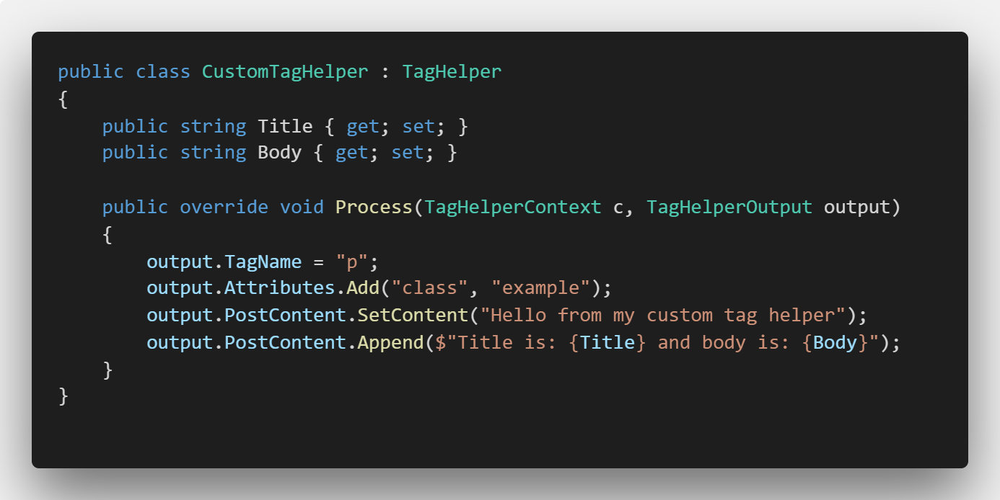 public class CustomTagHelper : TagHelper
{
    public string Title { get; set; }
    public string Body { get; set; }

    public override void Process(TagHelperContext c, TagHelperOutput output)
    {
        output.TagName = "p";
        output.Attributes.Add("class", "example");
        output.PostContent.SetContent("Hello from my custom tag helper");
        output.PostContent.Append($"Title is: {Title} and body is: {Body}");
    }
}